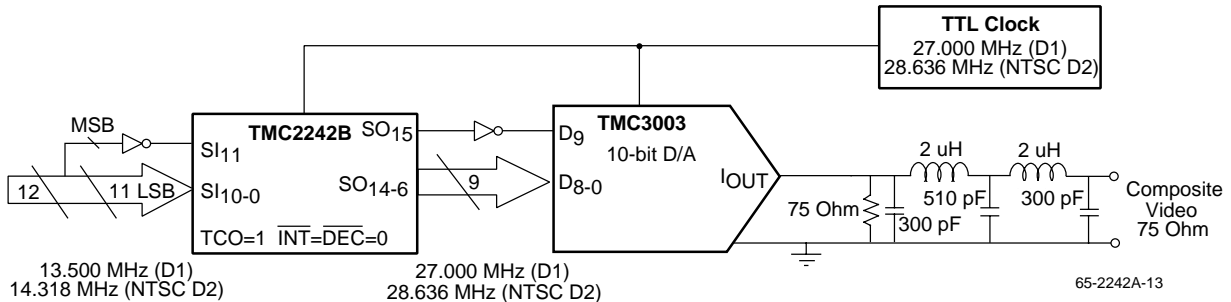 TTL Clock
27.000 MHz (D1)
28.636 MHz (NTSC D2)
MSB
12
11 LSB
TMC2242B
SI11
SI10-0
SO15
SO14-6
TCO=1 INT=DEC=0
9
TMC3003
10-bit D/A
D9
D8-0
IOUT
75 Ohm
300 pF
2 uH
510 pF
2 uH
300 pF
Composite
Video
75 Ohm
13.500 MHz (D1)
14.318 MHz (NTSC D2)
27.000 MHz (D1)
28.636 MHz (NTSC D2)
65-2242A-13